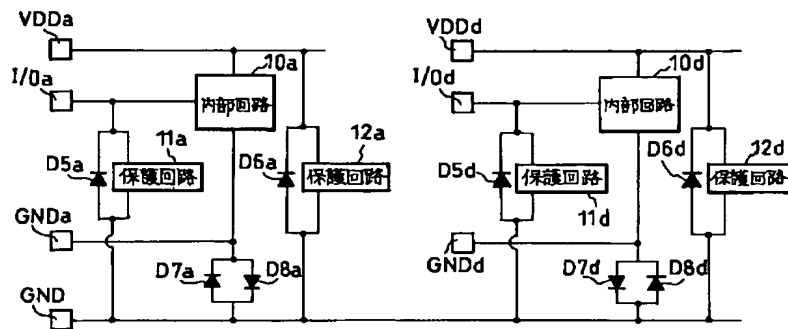 VDDa
10a
I/0a
内部回路
11a
12a
D5a
保護回路
D6a
保護回路
GNDa
D7a
D8a
GND
VDDd
10d
I/0d
内部回路
D6d
12d
D5d
保護回路
保護回路
11d
GNDd
D7d
D8d